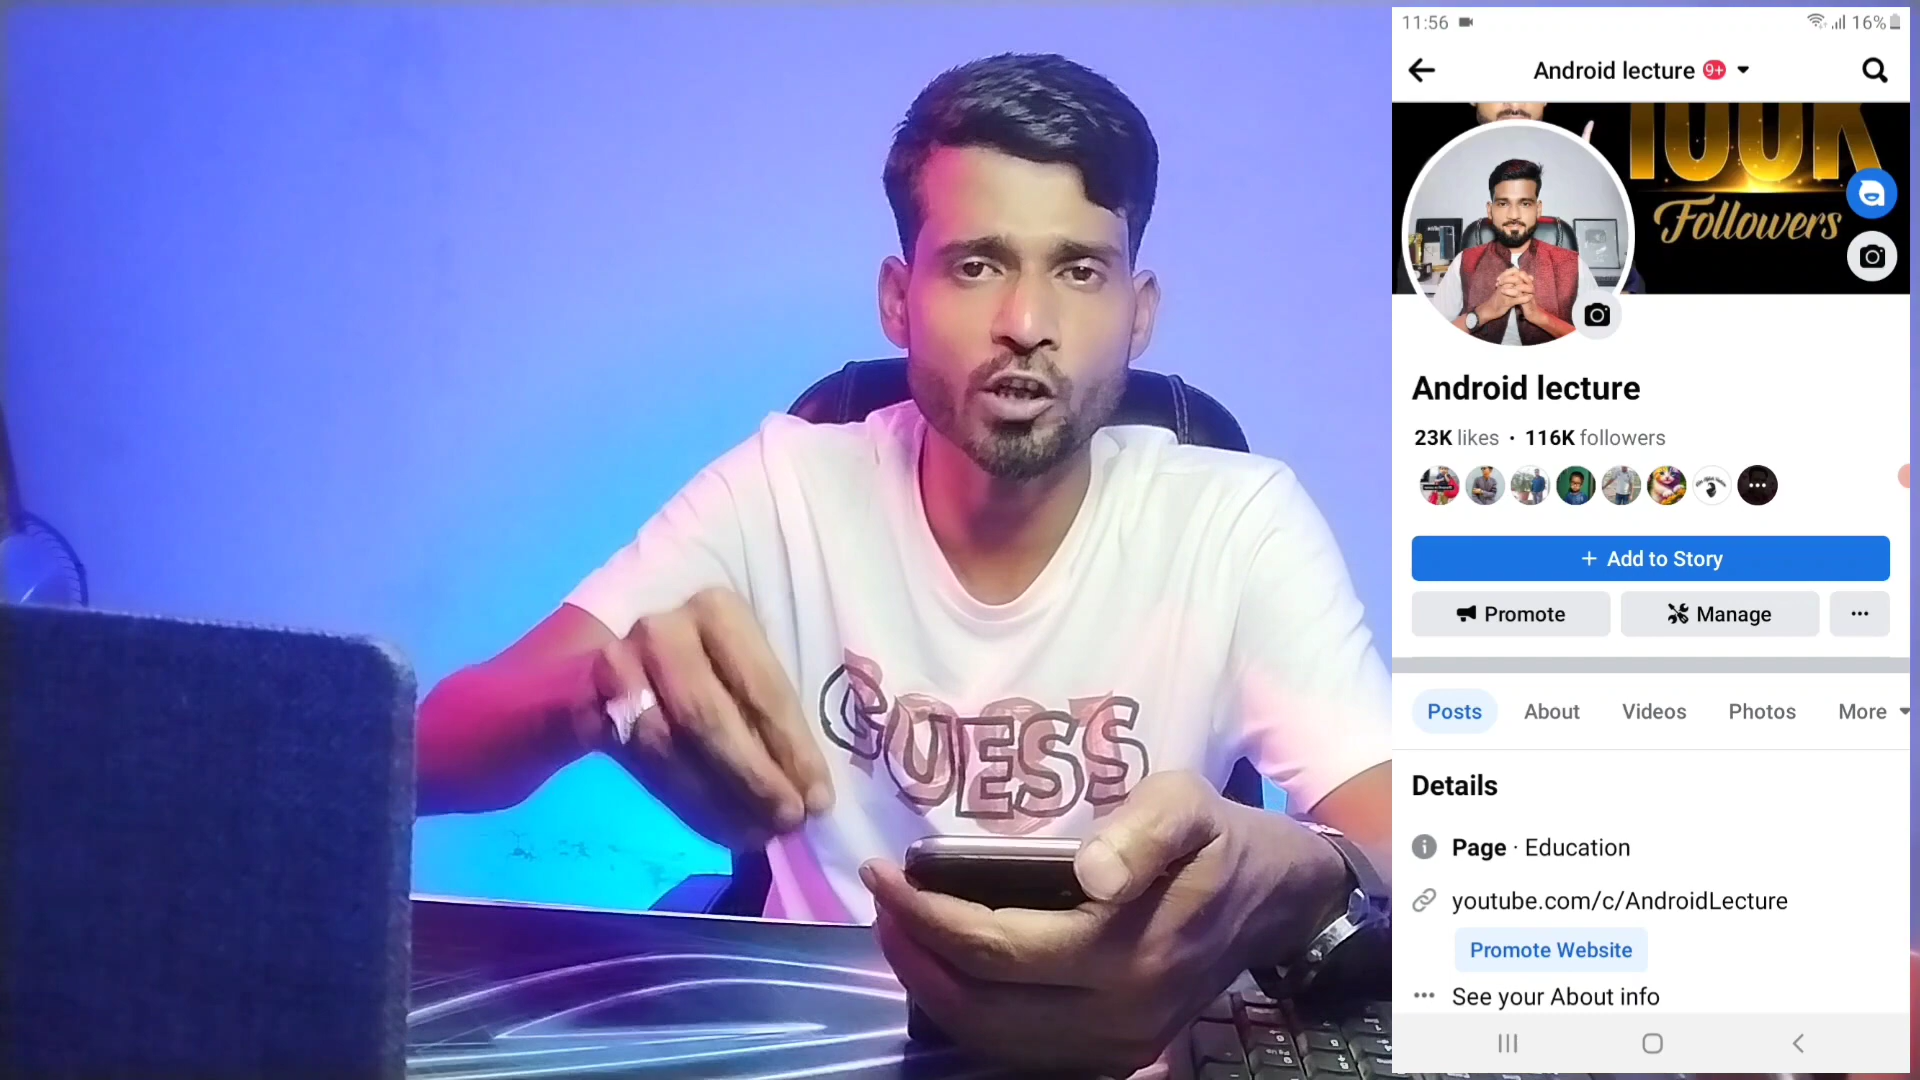 11:56
16%
Android lecture 9+
100K
Followers
Android lecture
23K likes · 116K followers
+ Add to Story
Promote
Manage
Posts
About
Videos
Photos
More
Details
Page · Education
youtube.com/c/AndroidLecture
Promote Website
See your About info
GUESS